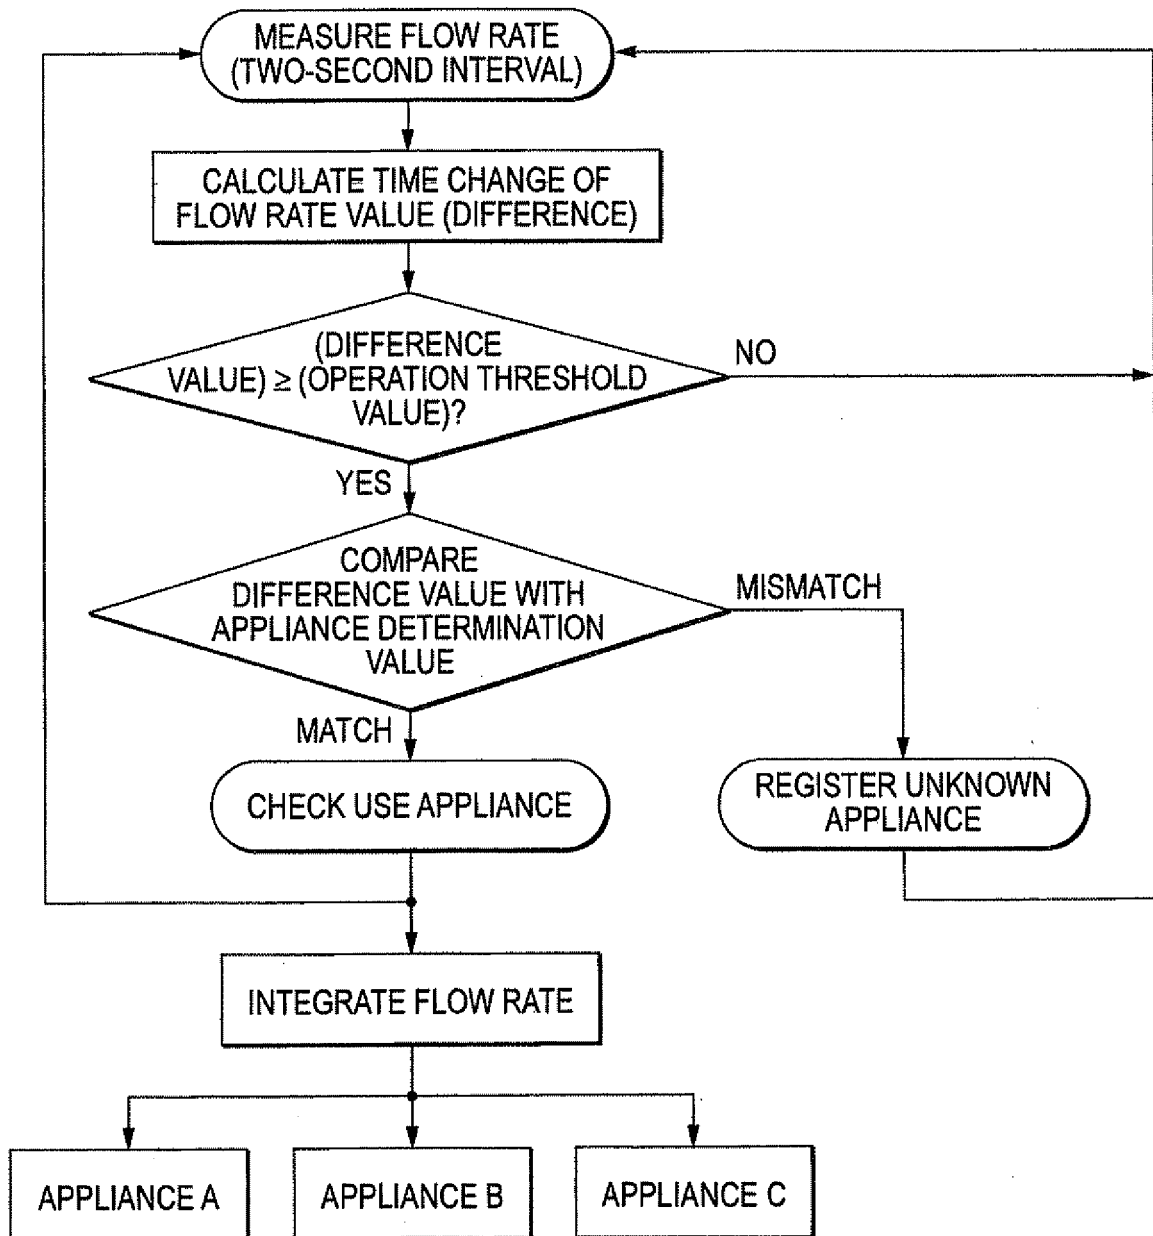 MEASURE FLOW RATE
(TWO-SECOND INTERVAL)
CALCULATE TIME CHANGE OF
FLOW RATE VALUE (DIFFERENCE)
(DIFFERENCE
VALUE) ≥ (OPERATION THRESHOLD
VALUE)?
NO
YES
COMPARE
DIFFERENCE VALUE WITH
APPLIANCE DETERMINATION
VALUE
MISMATCH
MATCH
CHECK USE APPLIANCE
REGISTER UNKNOWN
APPLIANCE
INTEGRATE FLOW RATE
APPLIANCE A
APPLIANCE B
APPLIANCE C